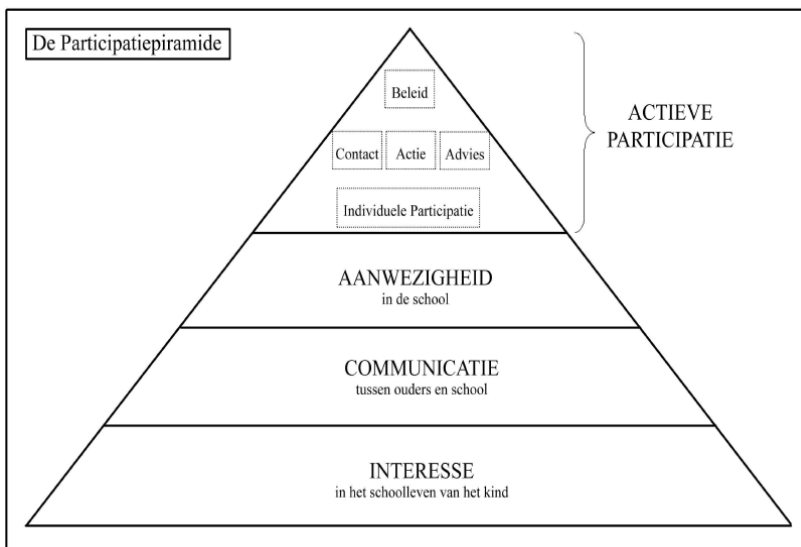 De Participatiepiramide
Beleid
Contact Actie Advies
Individuele Participatie
ACTIEVE
PARTICIPATIE
AANWEZIGHEID
in de school
COMMUNICATIE
tussen ouders en school
INTERESSE
in het schoolleven van het kind